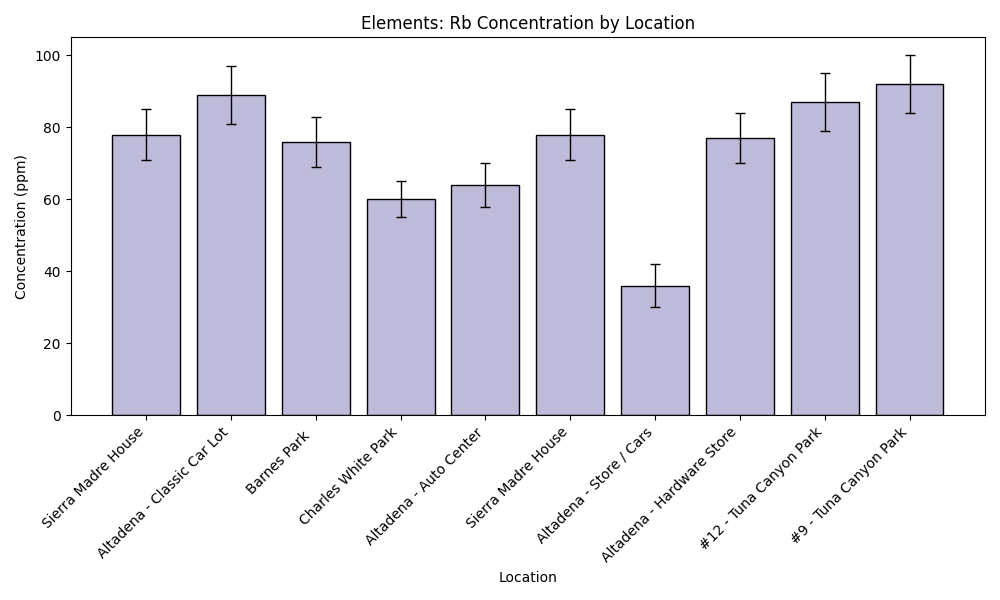 Elements: Rb Concentration by Location
Concentration (ppm)
100
80
60
40
20
0
Sierra Madre House
Altadena - Classic Car Lot
Barnes Park
Charles White Park
Altadena - Auto Center
Sierra Madre House
Altadena - Store / Cars
Altadena - Hardware Store
#12 - Tuna Canyon Park
#9 - Tuna Canyon Park
Location